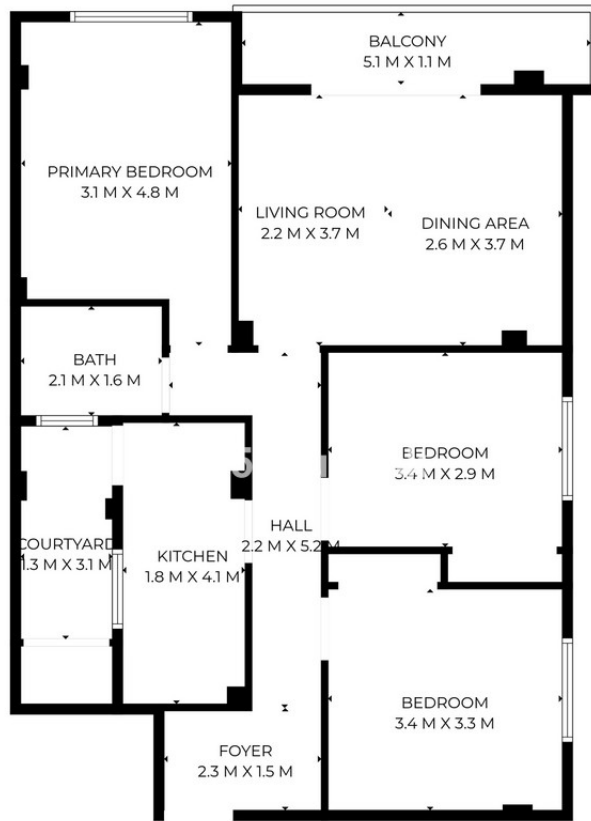 BALCONY
5.1 M X 1.1 M
PRIMARY BEDROOM
3.1 M X 4.8 M
LIVING ROOM
2.2 M X 3.7 M
DINING AREA
2.6 M X 3.7 M
BATH
2.1 M X 1.6 M
BEDROOM
3.4 M X 2.9 M
HALL
2.2 M X 5.2 M
COURTYARD
1.3 M X 3.1 M
KITCHEN
1.8 M X 4.1 M
BEDROOM
3.4 M X 3.3 M
FOYER
2.3 M X 1.5 M